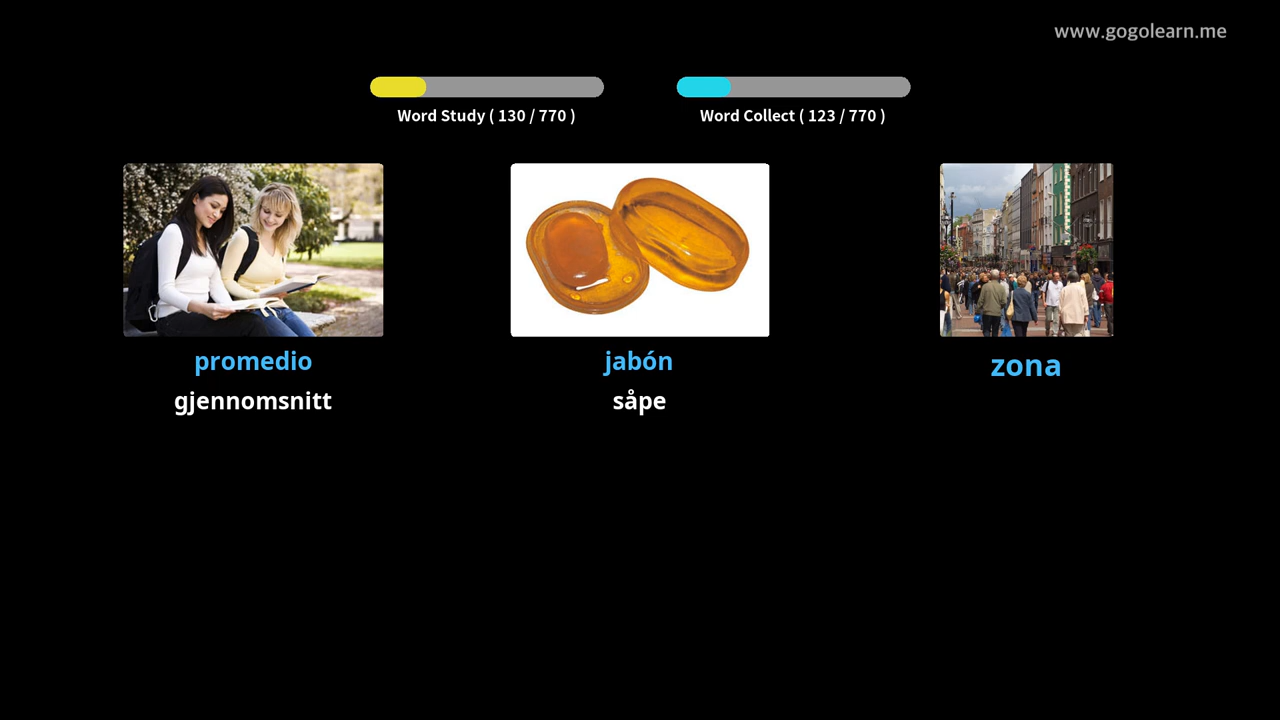 www.gogolearn.me
Word Study ( 130 / 770 )
Word Collect ( 123 / 770 )
promedio
gjennomsnitt
jabón
såpe
zona